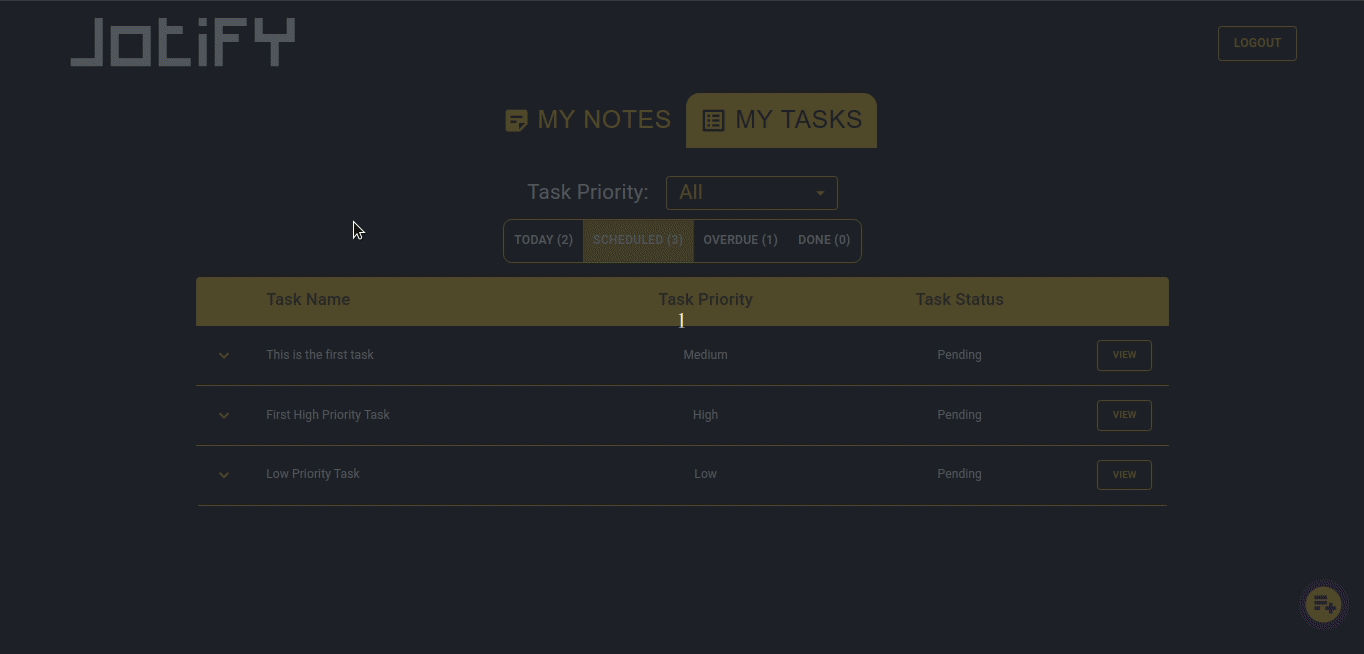 JOtiFY
LOGOUT
MY NOTES
MY TASKS
Task Priority: All
TODAY (2) SCHEDULED (3) OVERDUE (1) DONE (0)
Task Name Task Priority Task Status
1
This is the first task Medium Pending VIEW
First High Priority Task High Pending VIEW
Low Priority Task Low Pending VIEW